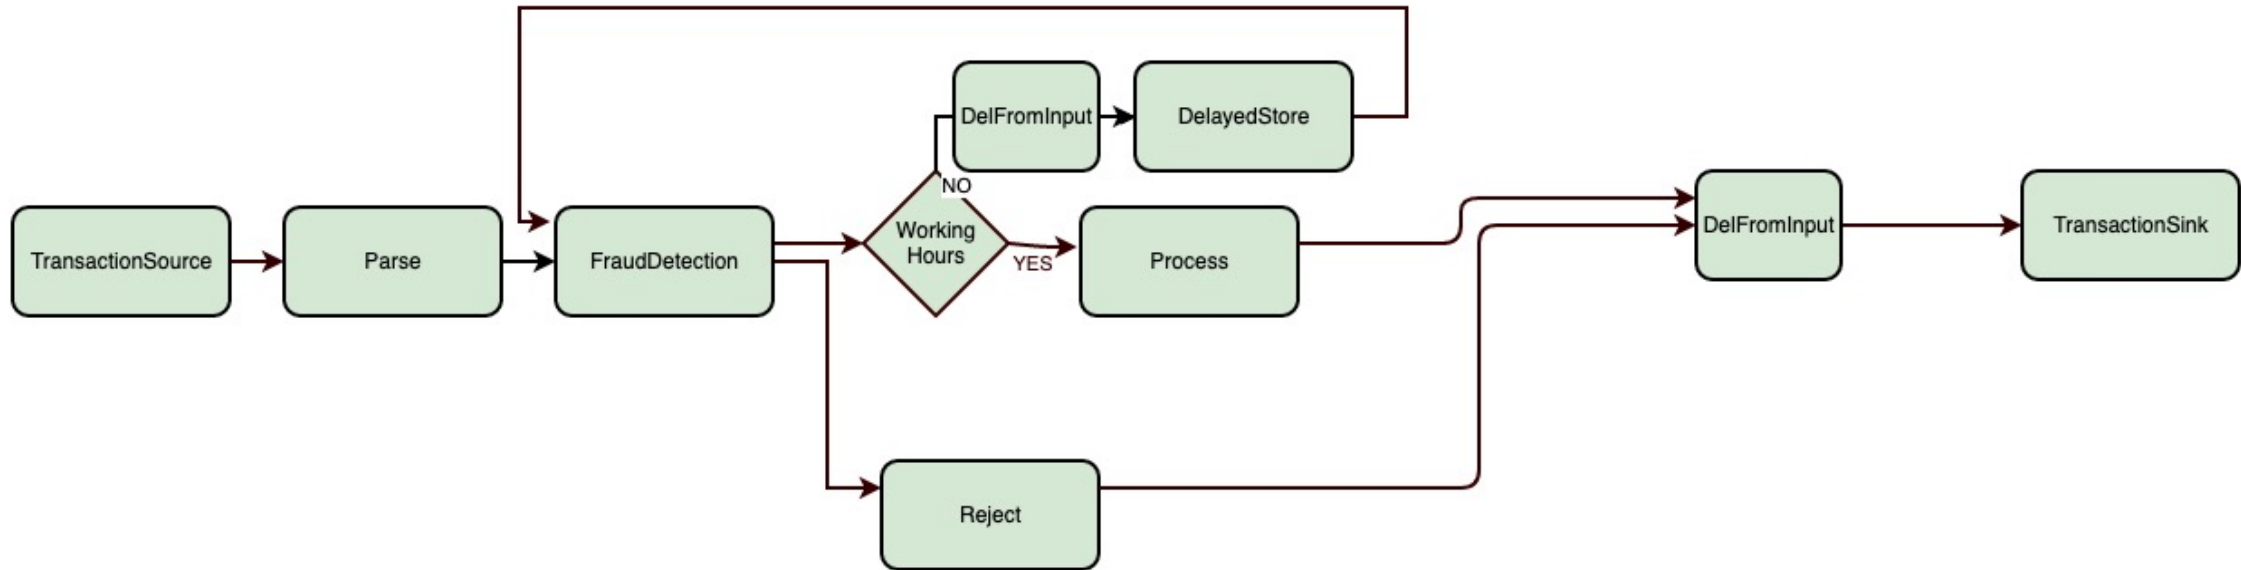 DelFromInput
DelayedStore
NO
TransactionSource
Parse
FraudDetection
Working
Hours
YES
Process
DelFromInput
TransactionSink
Reject